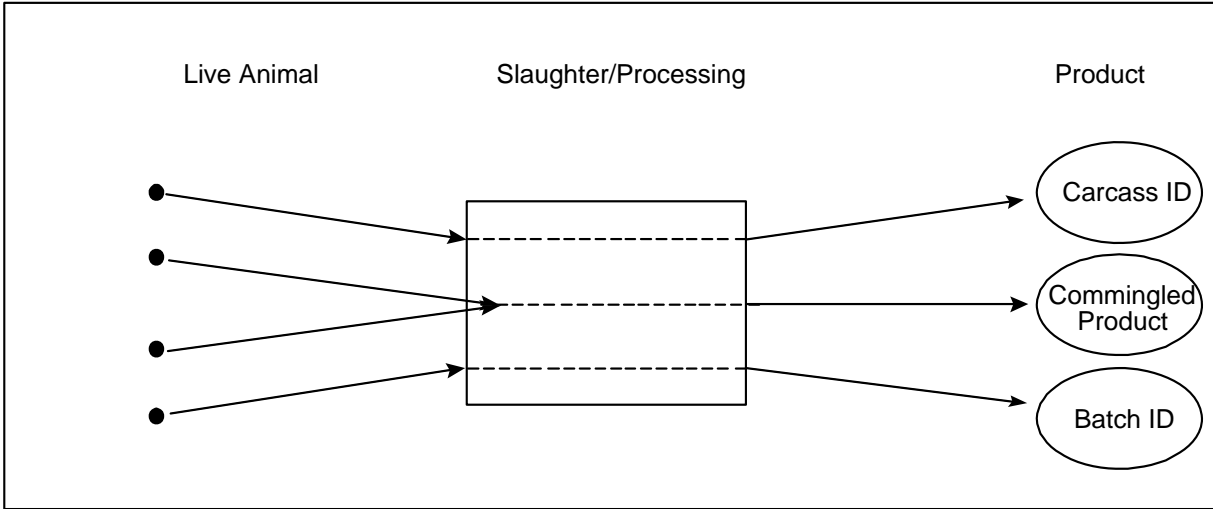 Live Animal
Slaughter/Processing
Product
Carcass ID
Commingled
Product
Batch ID